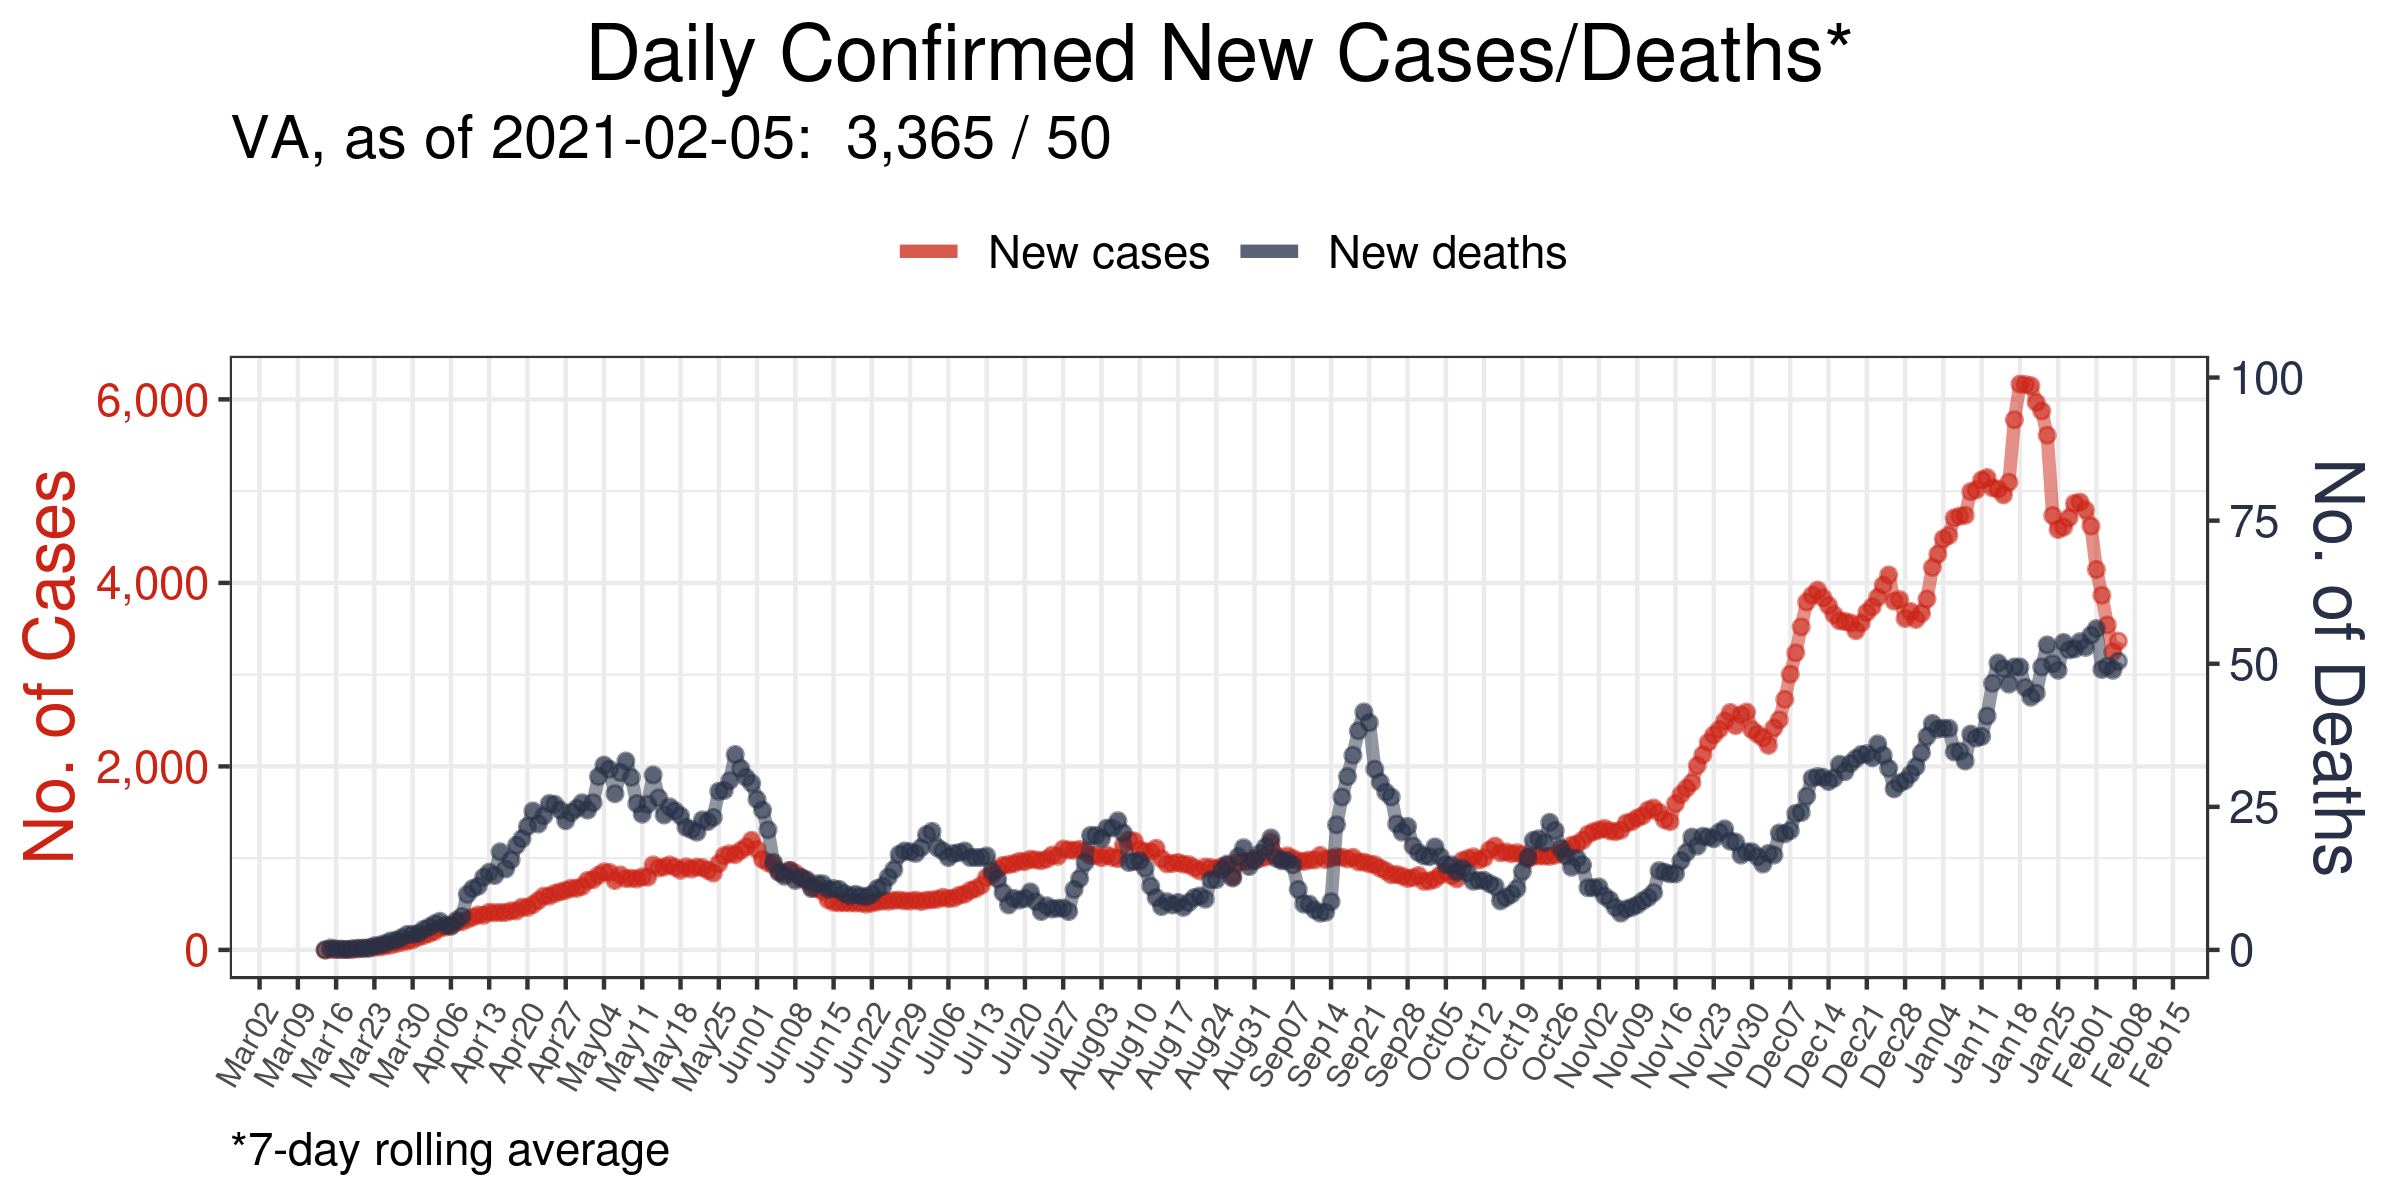 Daily Confirmed New Cases/Deaths*
VA, as of 2021-02-05:  3,365 / 50
New cases
New deaths
No. of Cases
6,000
4,000
2,000
0
No. of Deaths
100
75
50
25
0
Mar02
Mar09
Mar16
Mar23
Mar30
Apr06
Apr13
Apr20
Apr27
May04
May11
May18
May25
Jun01
Jun08
Jun15
Jun22
Jun29
Jul06
Jul13
Jul20
Jul27
Aug03
Aug10
Aug17
Aug24
Aug31
Sep07
Sep14
Sep21
Sep28
Oct05
Oct12
Oct19
Oct26
Nov02
Nov09
Nov16
Nov23
Nov30
Dec07
Dec14
Dec21
Dec28
Jan04
Jan11
Jan18
Jan25
Feb01
Feb08
Feb15
*7-day rolling average